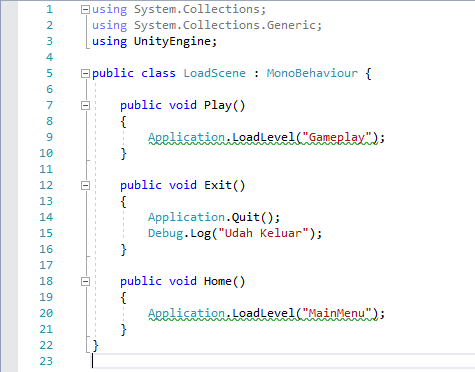 1 using System.Collections;
2 using System.Collections.Generic;
3 using UnityEngine;
4
5 public class LoadScene : MonoBehaviour {
6
7 public void Play()
8 {
9 Application.LoadLevel("Gameplay");
10 }
11
12 public void Exit()
13 {
14 Application.Quit();
15 Debug.Log("Udah Keluar");
16 }
17
18 public void Home()
19 {
20 Application.LoadLevel("MainMenu");
21 }
22 }
23